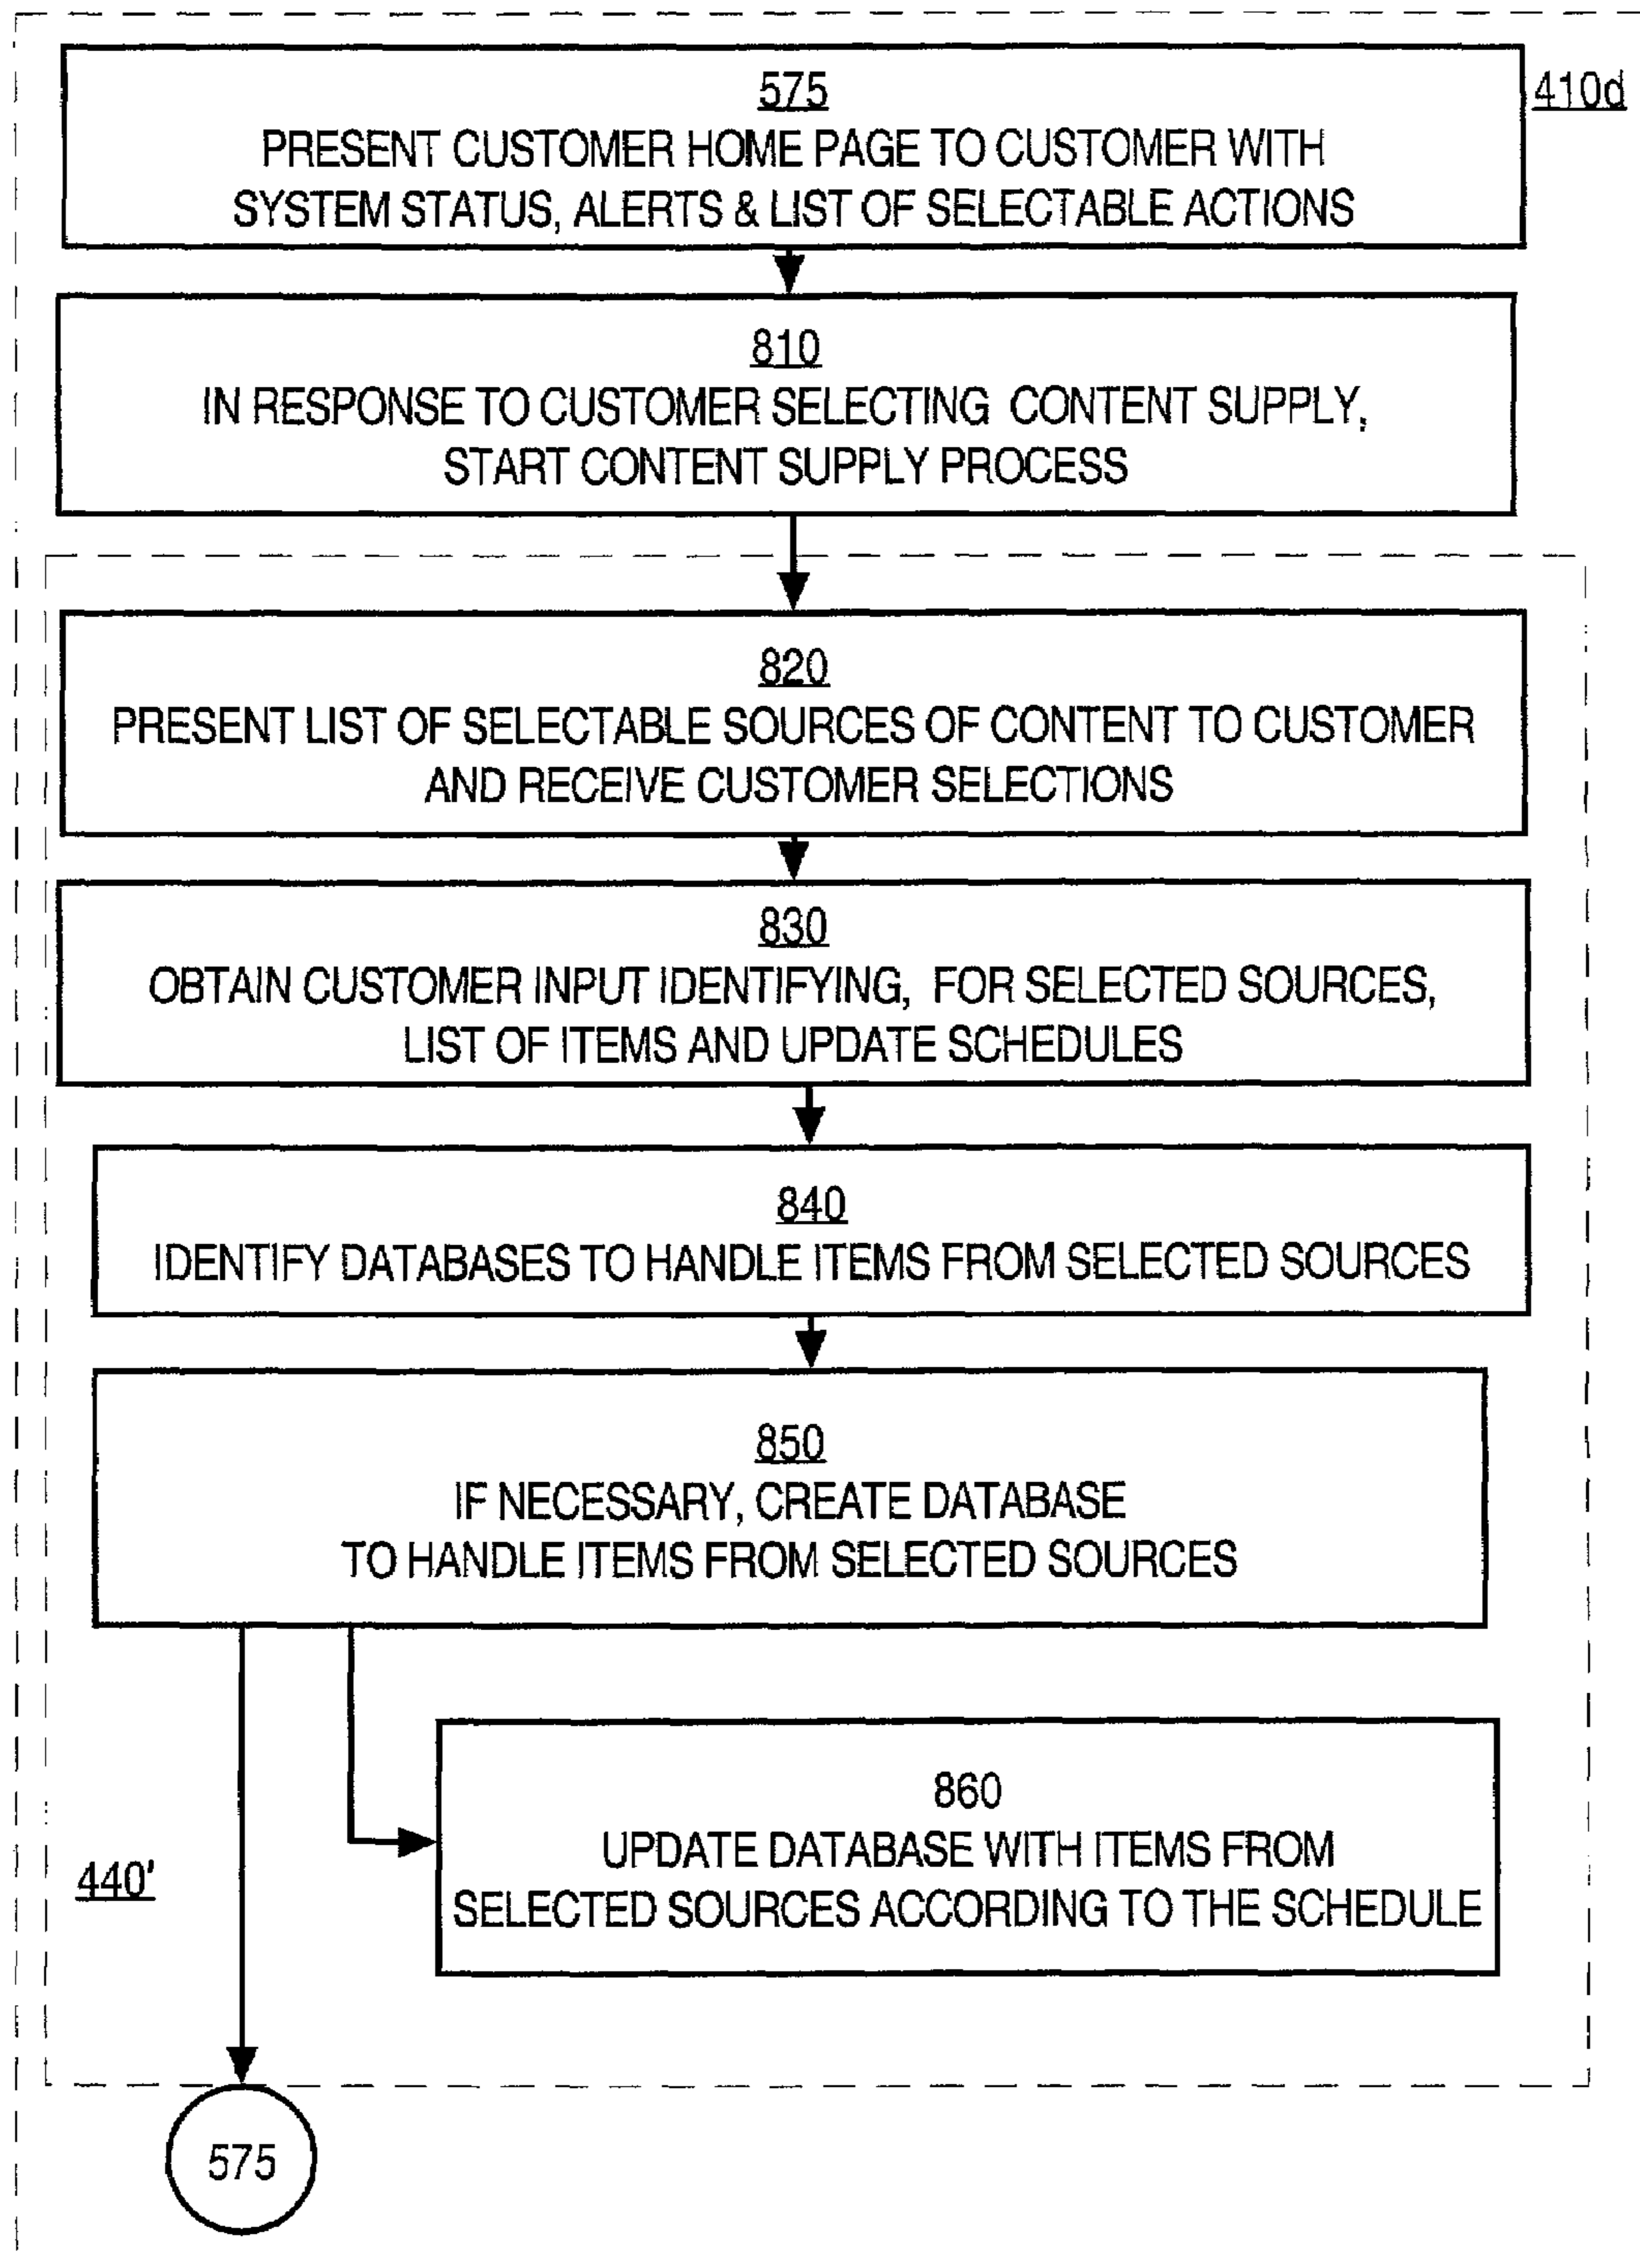 575
410d
PRESENT CUSTOMER HOME PAGE TO CUSTOMER WITH
SYSTEM STATUS, ALERTS & LIST OF SELECTABLE ACTIONS
810
IN RESPONSE TO CUSTOMER SELECTING CONTENT SUPPLY,
START CONTENT SUPPLY PROCESS
820
PRESENT LIST OF SELECTABLE SOURCES OF CONTENT TO CUSTOMER
AND RECEIVE CUSTOMER SELECTIONS
830
OBTAIN CUSTOMER INPUT IDENTIFYING, FOR SELECTED SOURCES,
LIST OF ITEMS AND UPDATE SCHEDULES
840
IDENTIFY DATABASES TO HANDLE ITEMS FROM SELECTED SOURCES
850
IF NECESSARY, CREATE DATABASE
TO HANDLE ITEMS FROM SELECTED SOURCES
860
UPDATE DATABASE WITH ITEMS FROM
SELECTED SOURCES ACCORDING TO THE SCHEDULE
440'
575